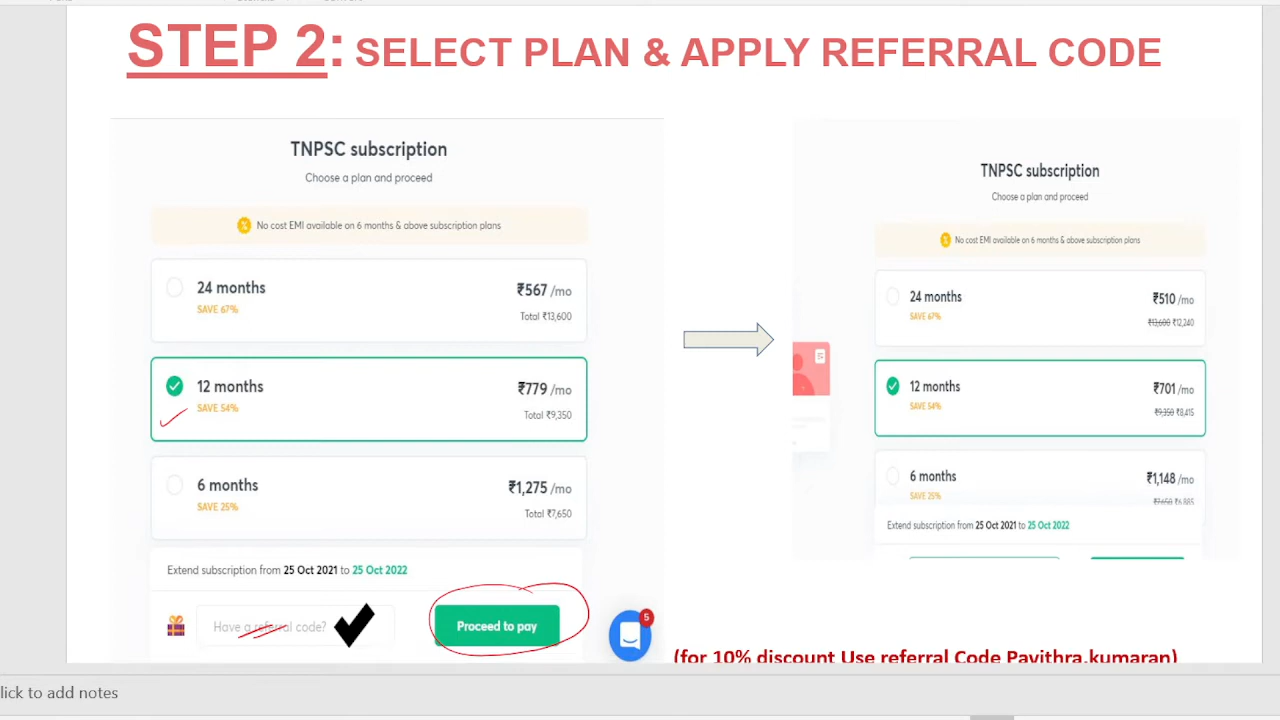 STEP 2: SELECT PLAN & APPLY REFERRAL CODE
TNPSC subscription
Choose a plan and proceed
No cost EMI available on 6 months & above subscription plans
24 months
₹567 /mo
SAVE 67%
Total ₹13,600
12 months
₹779 /mo
SAVE 54%
Total ₹9,350
6 months
₹1,275 /mo
SAVE 25%
Total ₹7,650
Extend subscription from 25 Oct 2021 to 25 Oct 2022
Have a referral code?
Proceed to pay
5
TNPSC subscription
Choose a plan and proceed
No cost EMI available on 6 months & above subscription plans
24 months
₹510 /mo
SAVE 67%
₹13,600 ₹12,240
12 months
₹701 /mo
SAVE 54%
₹9,350 ₹8,415
6 months
₹1,148 /mo
SAVE 25%
₹7,650 ₹6,885
Extend subscription from 25 Oct 2021 to 25 Oct 2022
(for 10% discount Use referral Code Pavithra.kumaran)
lick to add notes